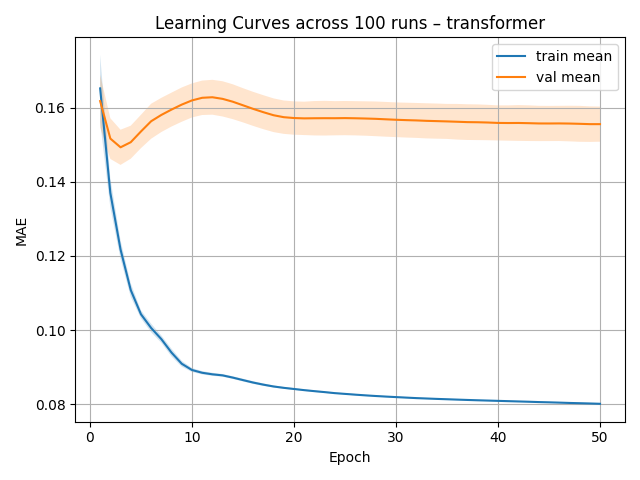 Learning Curves across 100 runs – transformer
train mean
val mean
MAE
0.16
0.14
0.12
0.10
0.08
0
10
20
30
40
50
Epoch